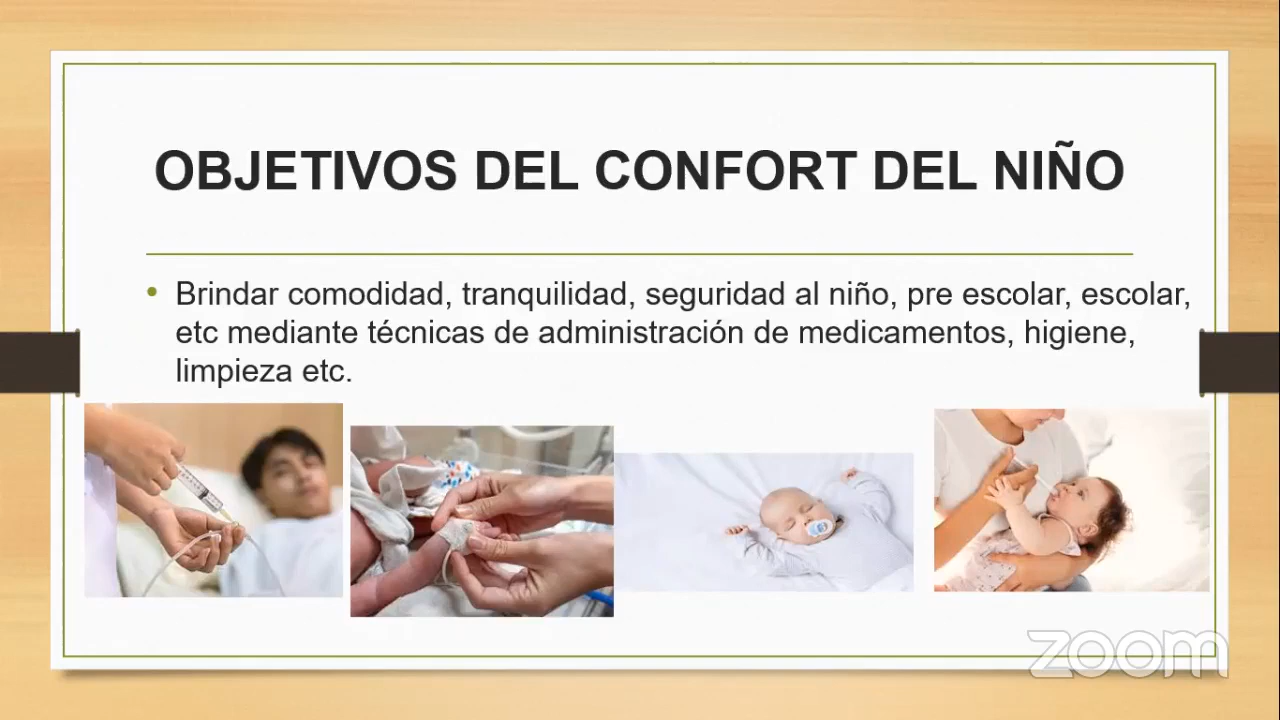 OBJETIVOS DEL CONFORT DEL NIÑO
• Brindar comodidad, tranquilidad, seguridad al niño, pre escolar, escolar,
etc mediante técnicas de administración de medicamentos, higiene,
limpieza etc.
zoom